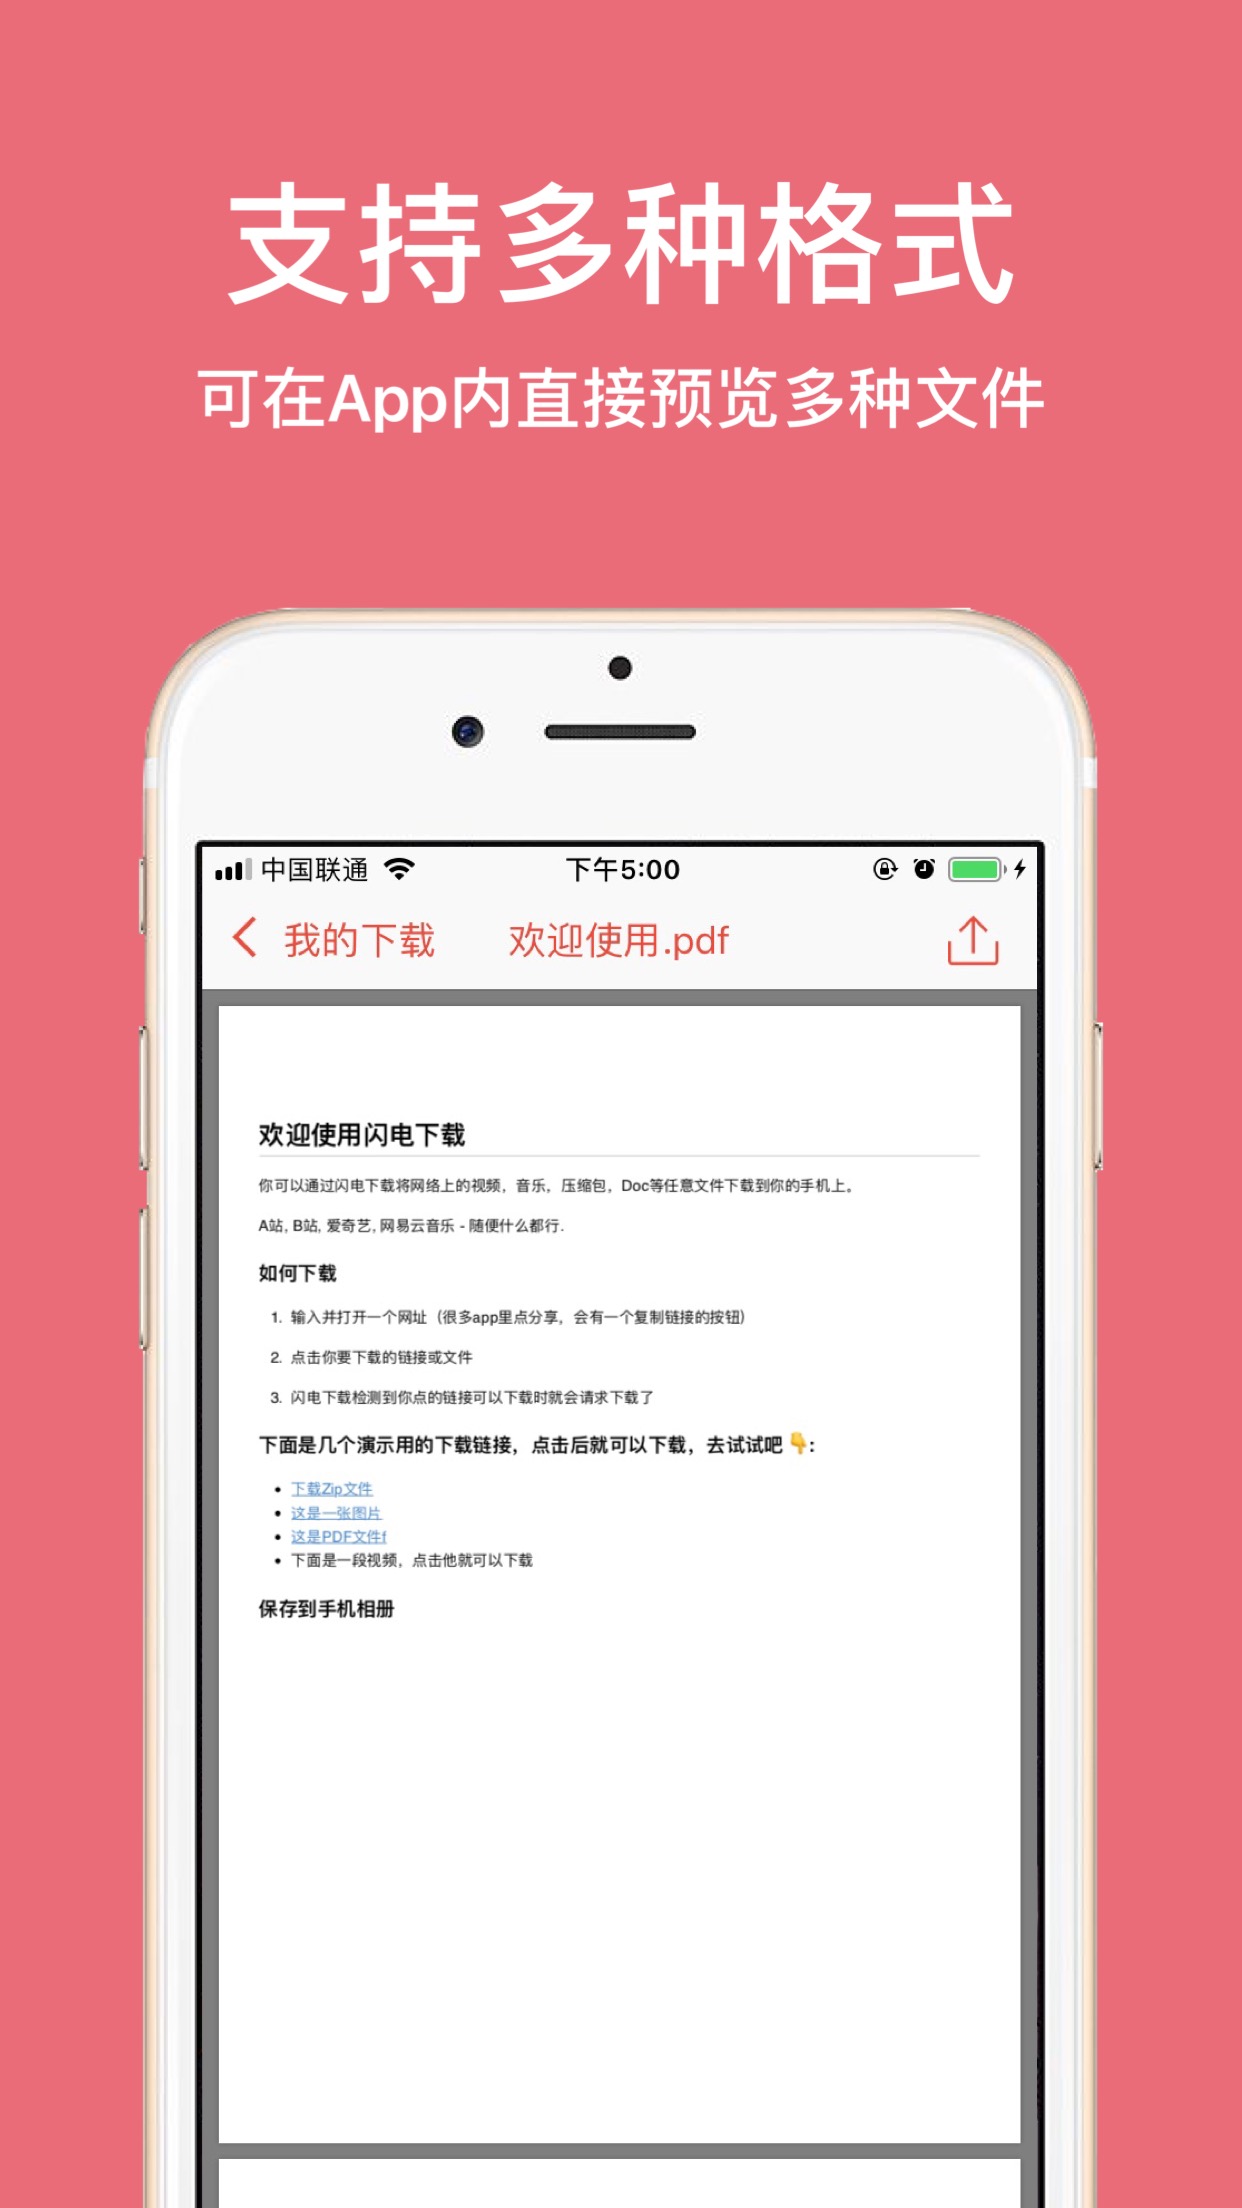 支持多种格式
可在App内直接预览多种文件
中国联通 下午5:00
我的下载 欢迎使用.pdf
欢迎使用闪电下载
你可以通过闪电下载将网络上的视频，音乐，压缩包，Doc等任意文件下载到你的手机上。
A站, B站, 爱奇艺, 网易云音乐 - 随便什么都行.
如何下载
1. 输入并打开一个网址（很多app里点分享，会有一个复制链接的按钮)
2. 点击你要下载的链接或文件
3. 闪电下载检测到你点的链接可以下载时就会请求下载了
下面是几个演示用的下载链接，点击后就可以下载，去试试吧 👇:
• 下载Zip文件
• 这是一张图片
• 这是PDF文件f
• 下面是一段视频，点击他就可以下载
保存到手机相册